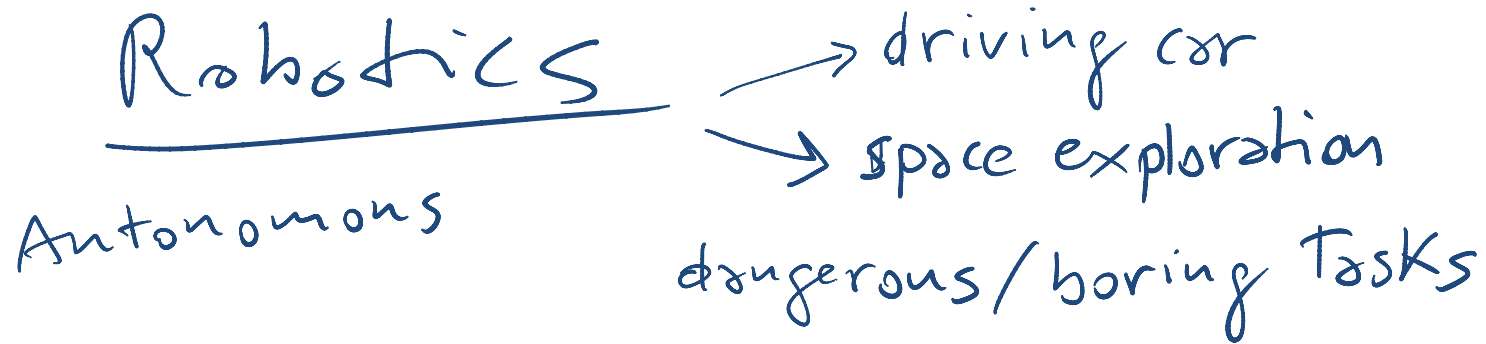 Robotics → driving car
→ space exploration
Autonomous
dangerous/boring Tasks